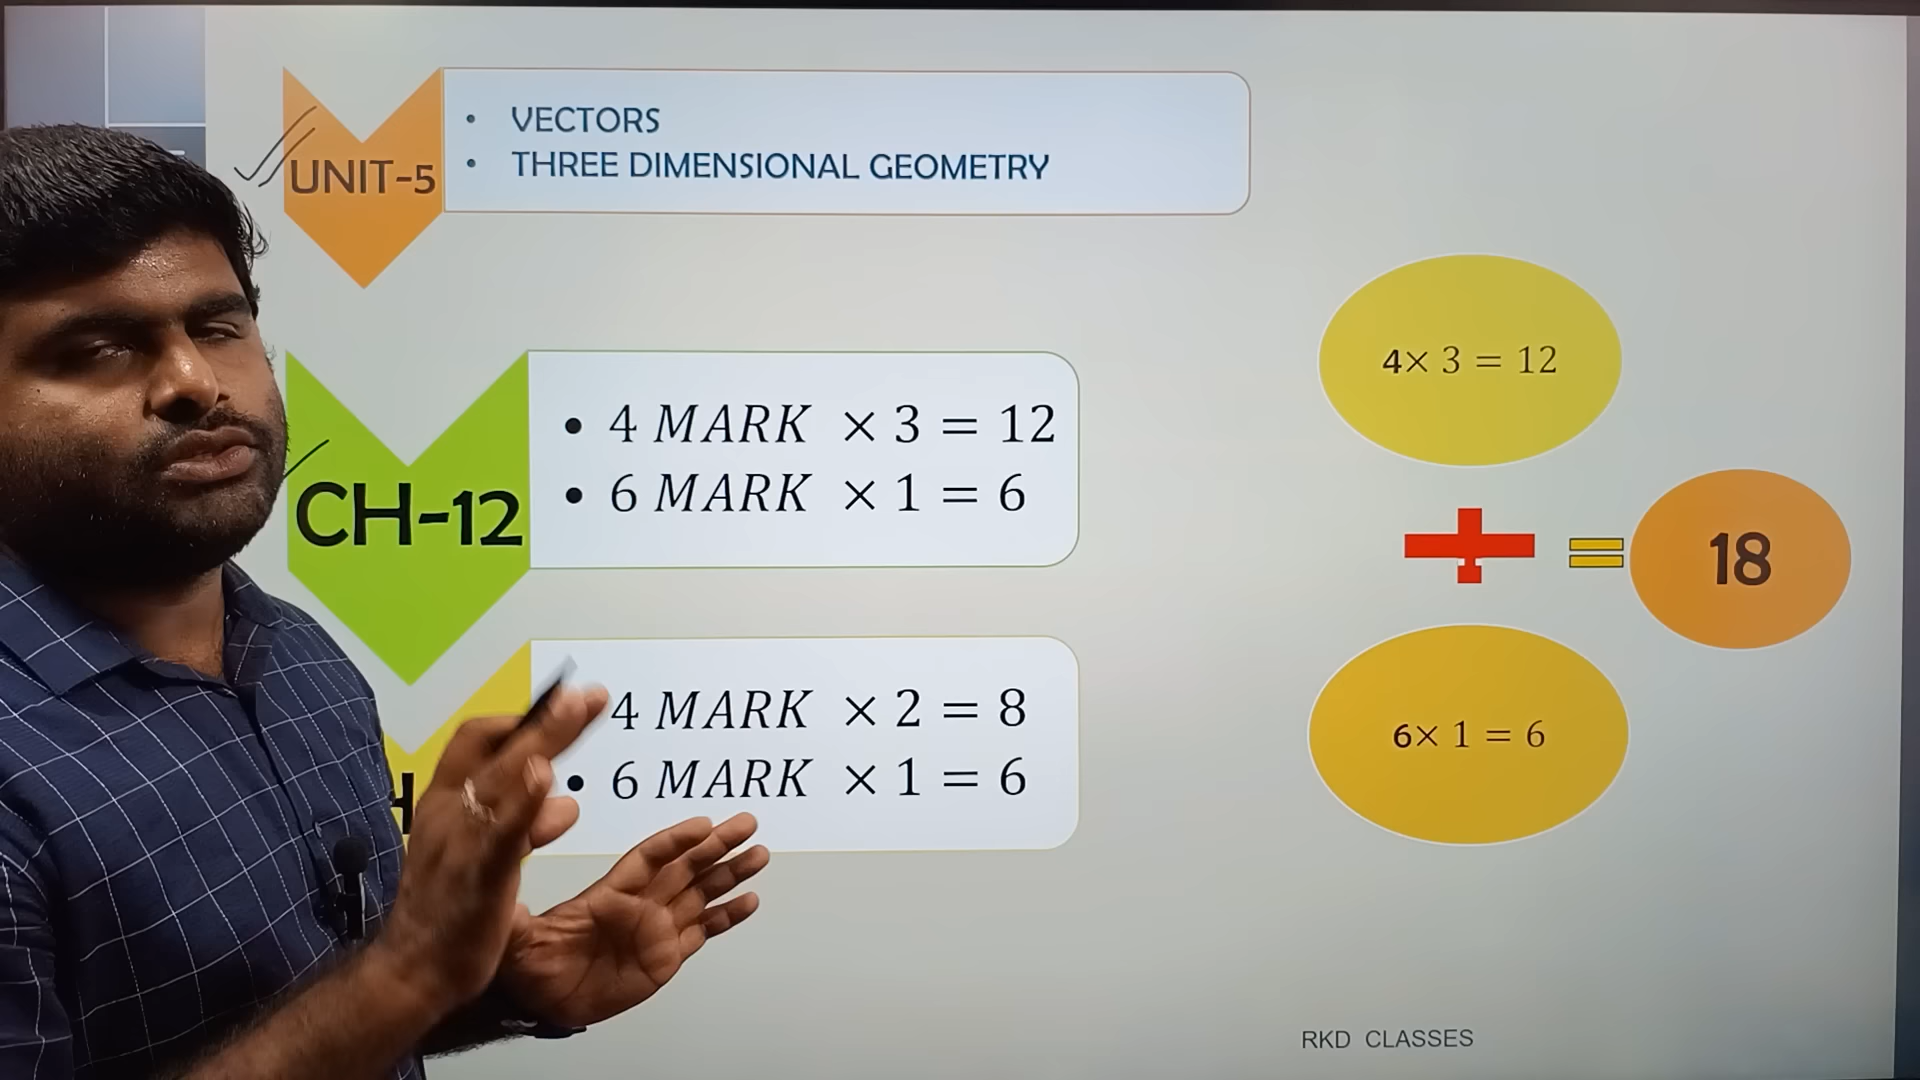 UNIT-5
• VECTORS
• THREE DIMENSIONAL GEOMETRY
CH-12
• 4 MARK × 3 = 12
• 6 MARK × 1 = 6
4 MARK × 2 = 8
• 6 MARK × 1 = 6
4× 3 = 12
+ = 18
6× 1 = 6
RKD CLASSES